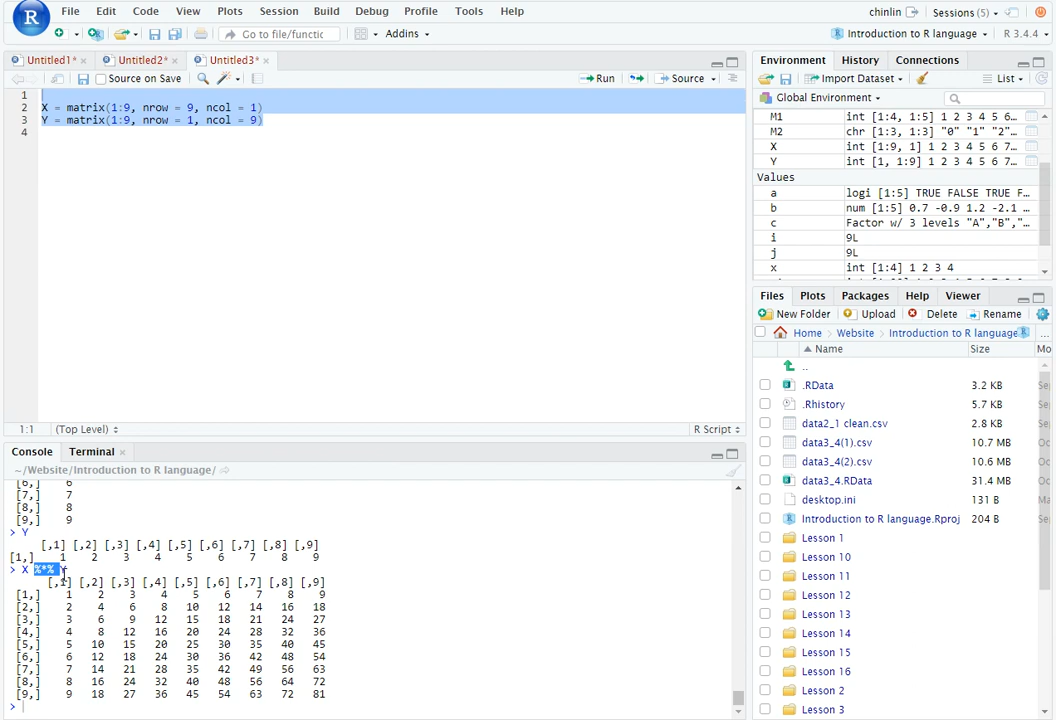 File Edit Code View Plots Session Build Debug Profile Tools Help chinlin Sessions (5)
Go to file/functic Addins Introduction to R language R 3.4.4
Untitled1* × Untitled2* × Untitled3* ×
Source on Save Run Source
1
2 X = matrix(1:9, nrow = 9, ncol = 1)
3 Y = matrix(1:9, nrow = 1, ncol = 9)
4
1:1 (Top Level) R Script
Console Terminal ×
~/Website/Introduction to R language/
[6,] 6
[7,] 7
[8,] 8
[9,] 9
> Y
[,1] [,2] [,3] [,4] [,5] [,6] [,7] [,8] [,9]
[1,] 1 2 3 4 5 6 7 8 9
> X %*% Y
[,1] [,2] [,3] [,4] [,5] [,6] [,7] [,8] [,9]
[1,] 1 2 3 4 5 6 7 8 9
[2,] 2 4 6 8 10 12 14 16 18
[3,] 3 6 9 12 15 18 21 24 27
[4,] 4 8 12 16 20 24 28 32 36
[5,] 5 10 15 20 25 30 35 40 45
[6,] 6 12 18 24 30 36 42 48 54
[7,] 7 14 21 28 35 42 49 56 63
[8,] 8 16 24 32 40 48 56 64 72
[9,] 9 18 27 36 45 54 63 72 81
>
Environment History Connections
Import Dataset List
Global Environment
M1 int [1:4, 1:5] 1 2 3 4 5 6…
M2 chr [1:3, 1:3] "0" "1" "2"…
X int [1:9, 1] 1 2 3 4 5 6 7…
Y int [1, 1:9] 1 2 3 4 5 6 7…
Values
a logi [1:5] TRUE FALSE TRUE F…
b num [1:5] 0.7 -0.9 1.2 -2.1 …
c Factor w/ 3 levels "A","B","…
i 9L
j 9L
x int [1:4] 1 2 3 4
Files Plots Packages Help Viewer
New Folder Upload Delete Rename
Home Website Introduction to R language …
Name Size Mo
..
.RData 3.2 KB Se
.Rhistory 5.7 KB Se
data2_1 clean.csv 2.8 KB Se
data3_4(1).csv 10.7 MB Oc
data3_4(2).csv 10.6 MB Oc
data3_4.RData 31.4 MB Oc
desktop.ini 131 B Ma
Introduction to R language.Rproj 204 B
Lesson 1
Lesson 10
Lesson 11
Lesson 12
Lesson 13
Lesson 14
Lesson 15
Lesson 16
Lesson 2
Lesson 3